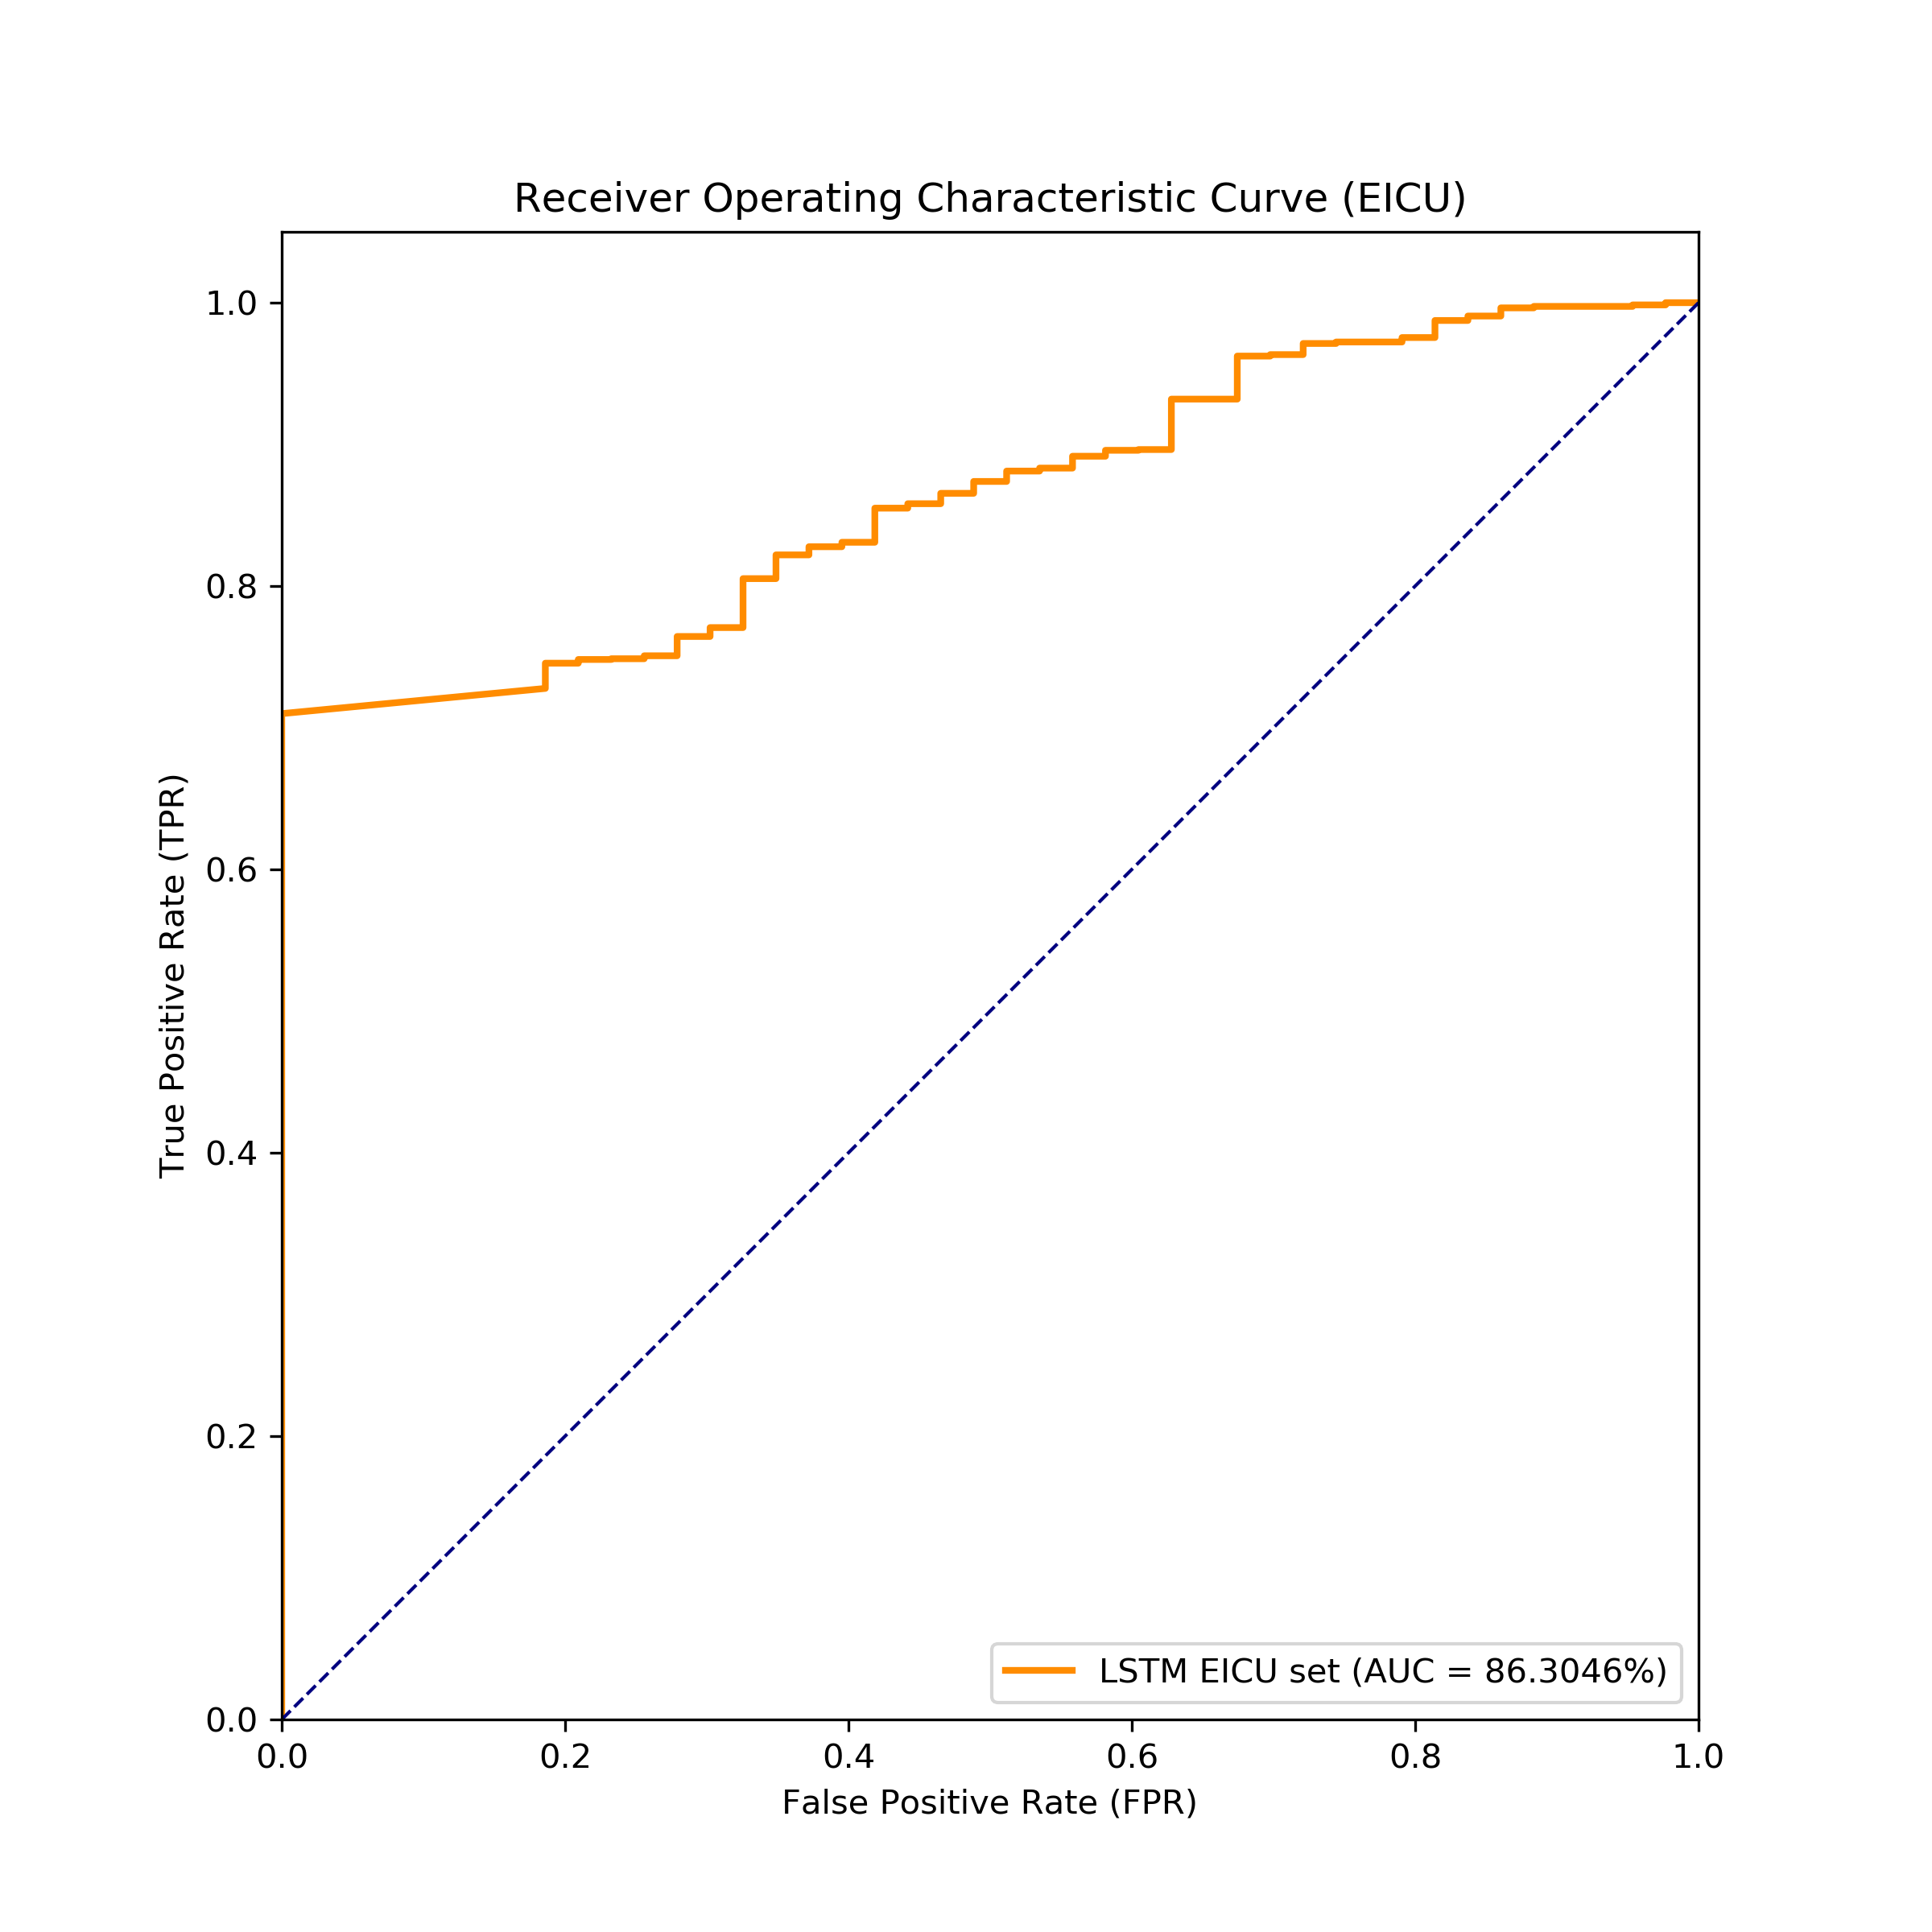 Receiver Operating Characteristic Curve (EICU)
1.0
0.8
0.6
0.4
0.2
0.0
True Positive Rate (TPR)
LSTM EICU set (AUC = 86.3046%)
0.0 0.2 0.4 0.6 0.8 1.0
False Positive Rate (FPR)